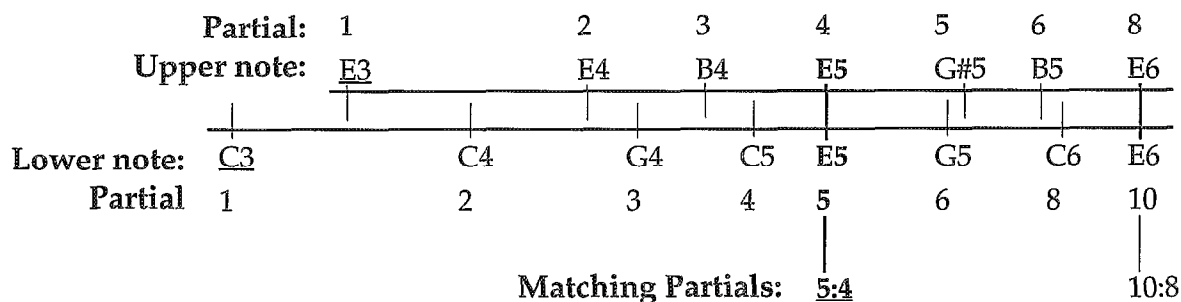 Partial: 1 2 3 4 5 6 8
Upper note: E3 E4 B4 E5 G#5 B5 E6
Lower note: C3 C4 G4 C5 E5 G5 C6 E6
Partial 1 2 3 4 5 6 8 10
Matching Partials: 5:4 10:8